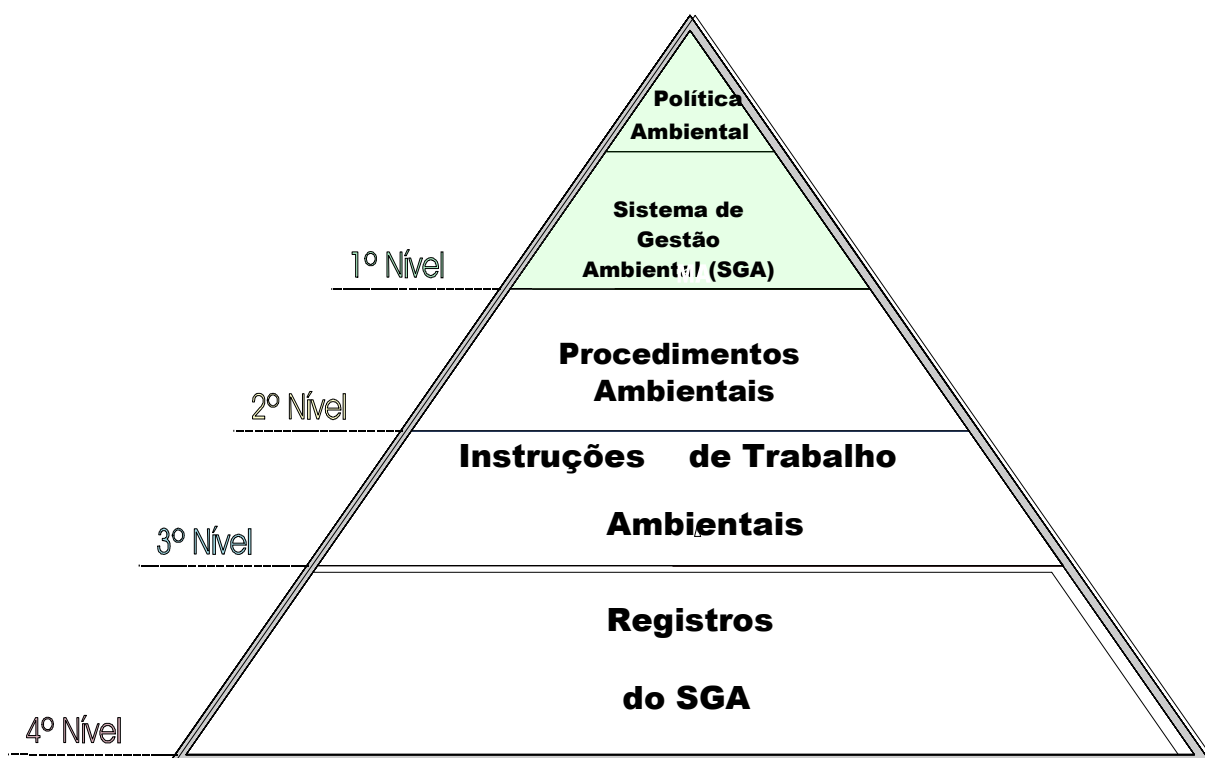 Política
Ambiental
Sistema de
Gestão
Ambiental (SGA)
1º Nível
Procedimentos
Ambientais
2º Nível
Instruções de Trabalho
Ambientais
3º Nível
Registros
do SGA
4º Nível